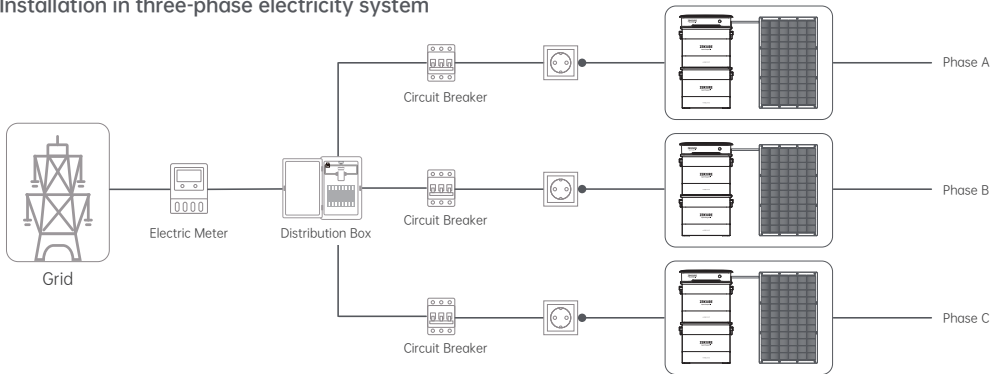 Installation in three-phase electricity system
Phase A
Circuit Breaker
Grid
Electric Meter
Distribution Box
Circuit Breaker
Phase B
Circuit Breaker
Phase C